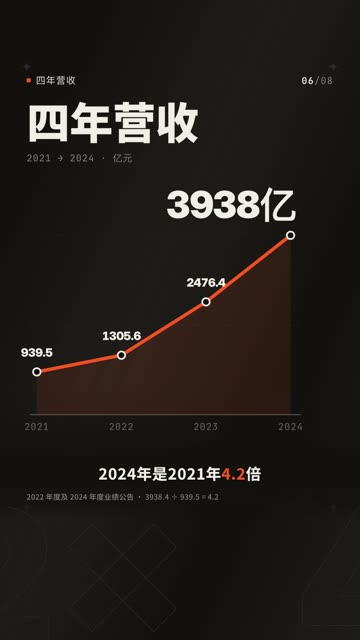 四年营收
06/08
四年营收
2021 → 2024 · 亿元
3938亿
2476.4
1305.6
939.5
2021 2022 2023 2024
2024年是2021年4.2倍
2022 年度及 2024 年度业绩公告 · 3938.4 ÷ 939.5 = 4.2